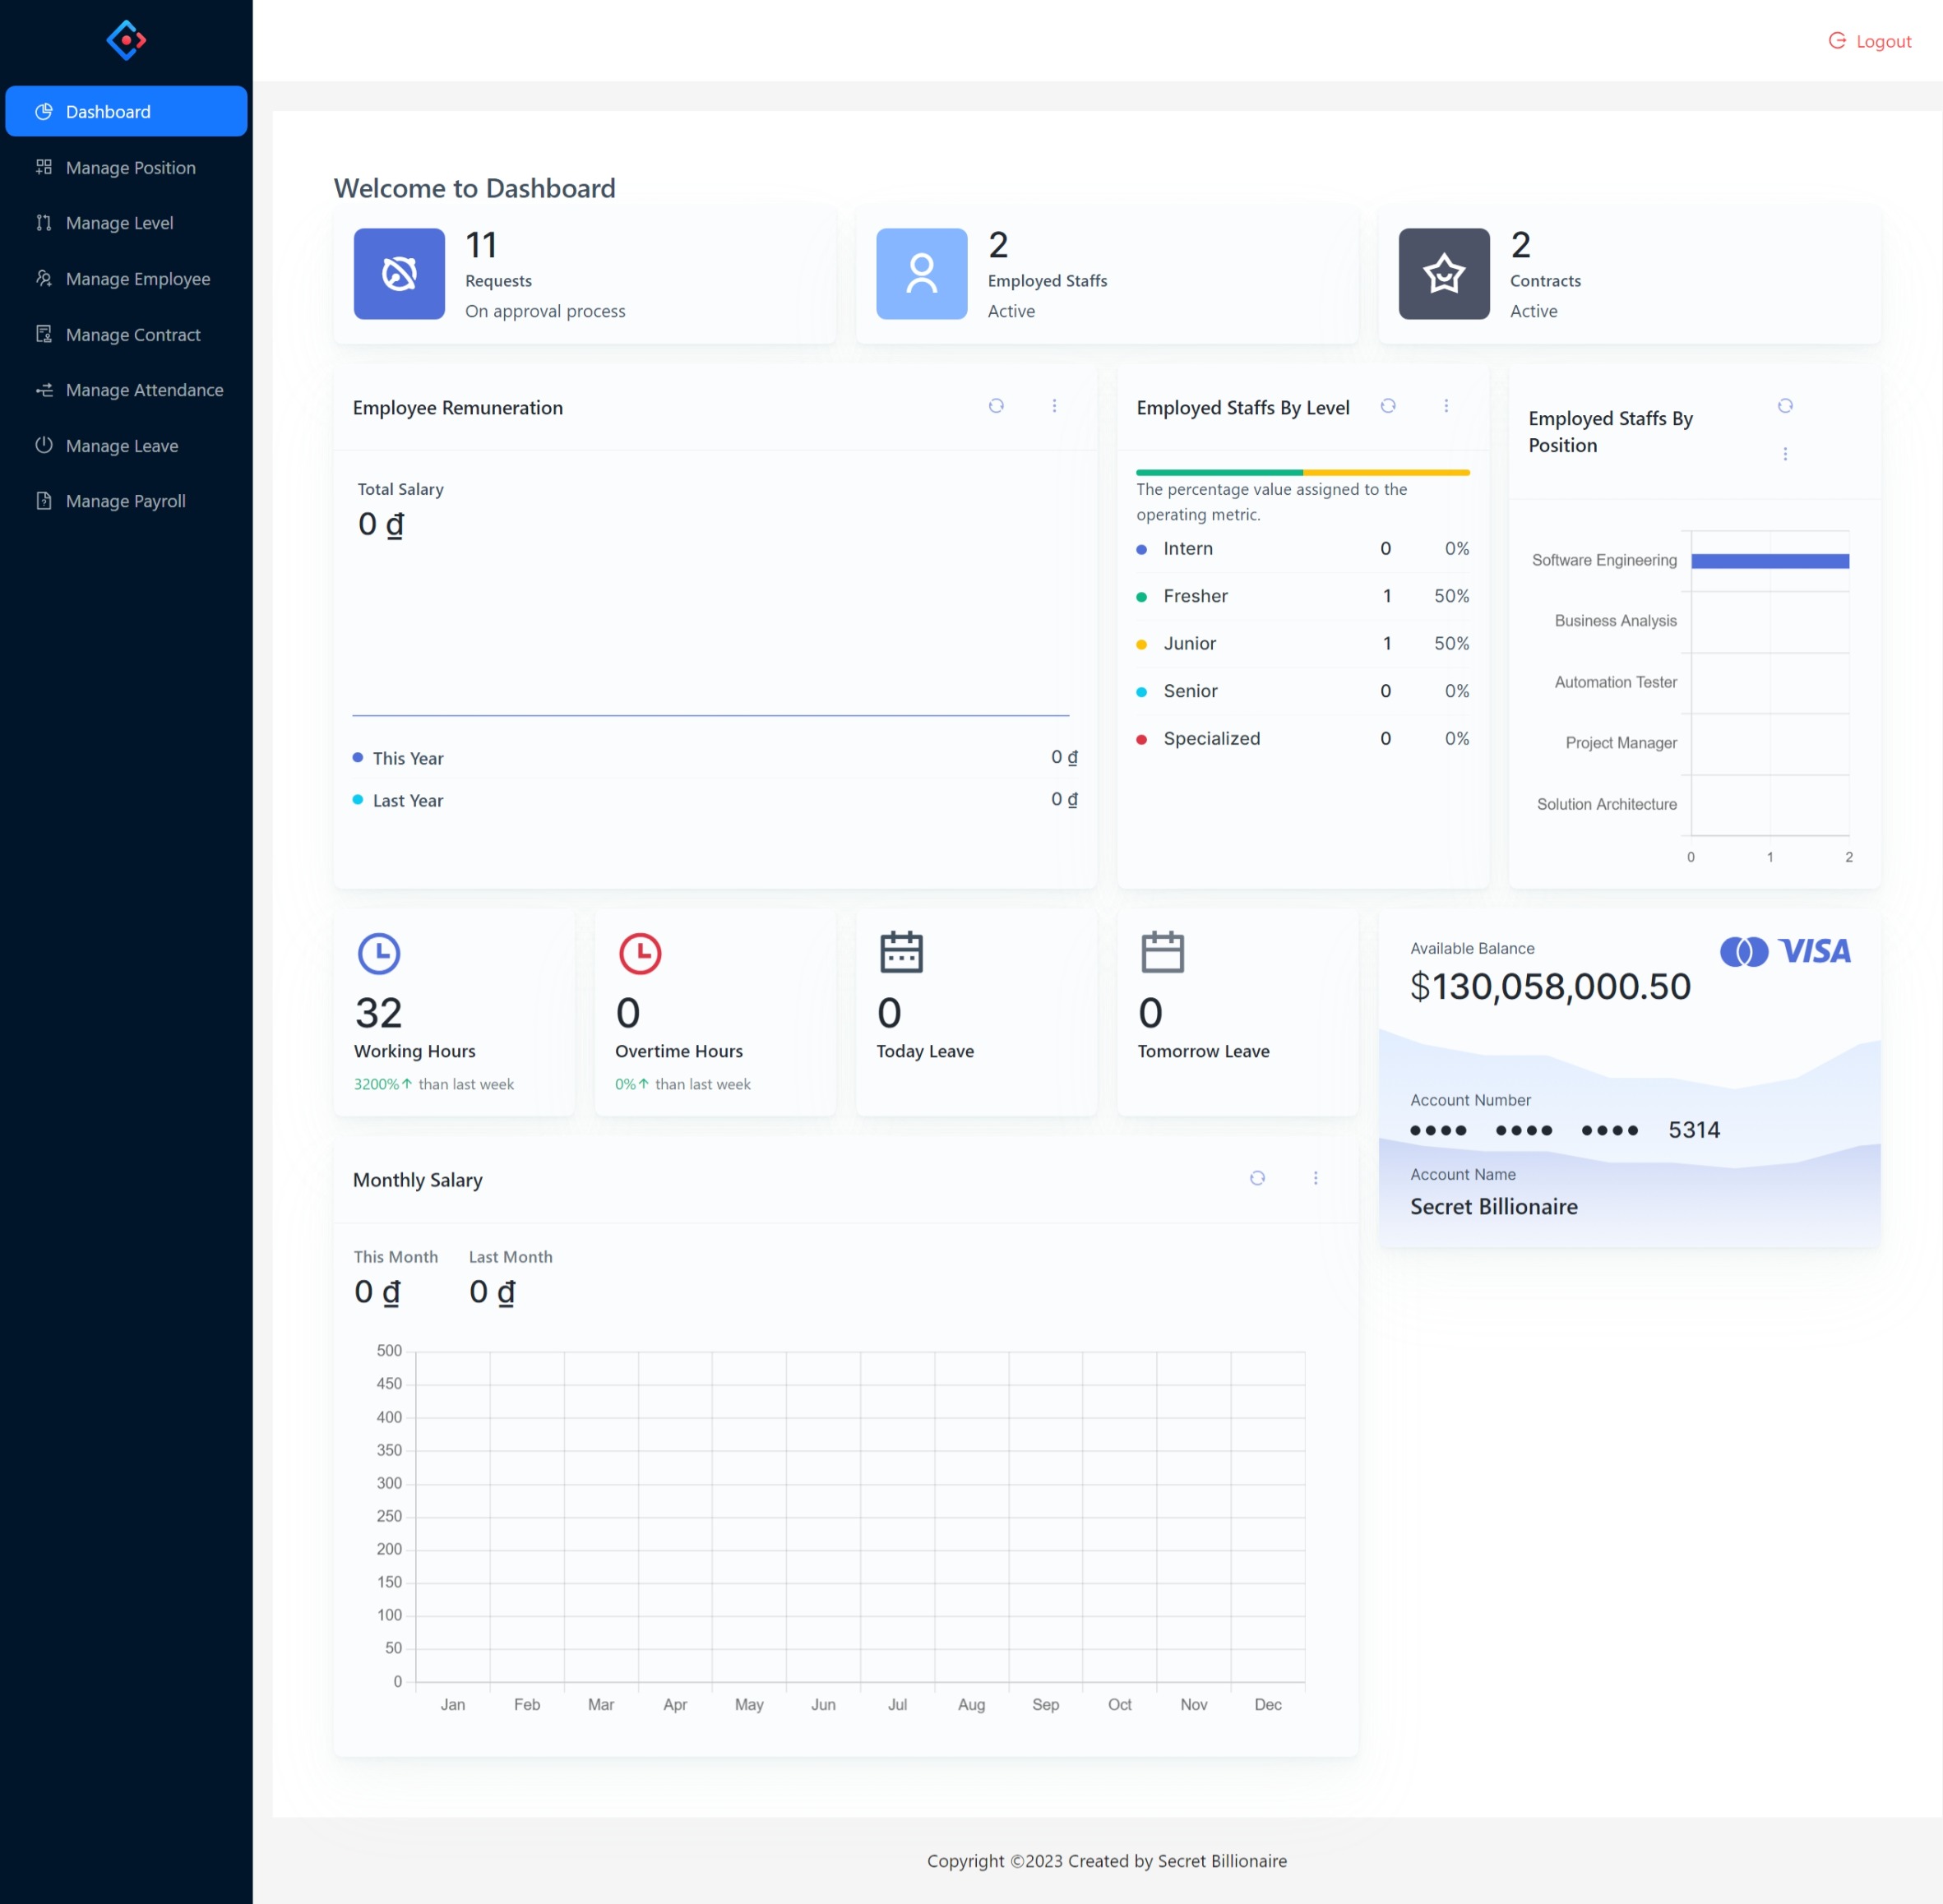 Logout
Dashboard
Manage Position
Manage Level
Manage Employee
Manage Contract
Manage Attendance
Manage Leave
Manage Payroll
Welcome to Dashboard
11
Requests
On approval process
2
Employed Staffs
Active
2
Contracts
Active
Employee Remuneration
Total Salary
0 ₫
This Year 0 ₫
Last Year 0 ₫
Employed Staffs By Level
The percentage value assigned to the
operating metric.
Intern 0 0%
Fresher 1 50%
Junior 1 50%
Senior 0 0%
Specialized 0 0%
Employed Staffs By
Position
Software Engineering
Business Analysis
Automation Tester
Project Manager
Solution Architecture
0 1 2
32
Working Hours
3200%↑ than last week
0
Overtime Hours
0%↑ than last week
0
Today Leave
0
Tomorrow Leave
Available Balance
VISA
$130,058,000.50
Account Number
•••• •••• •••• 5314
Account Name
Secret Billionaire
Monthly Salary
This Month Last Month
0 ₫ 0 ₫
500
450
400
350
300
250
200
150
100
50
0
Jan Feb Mar Apr May Jun Jul Aug Sep Oct Nov Dec
Copyright ©2023 Created by Secret Billionaire